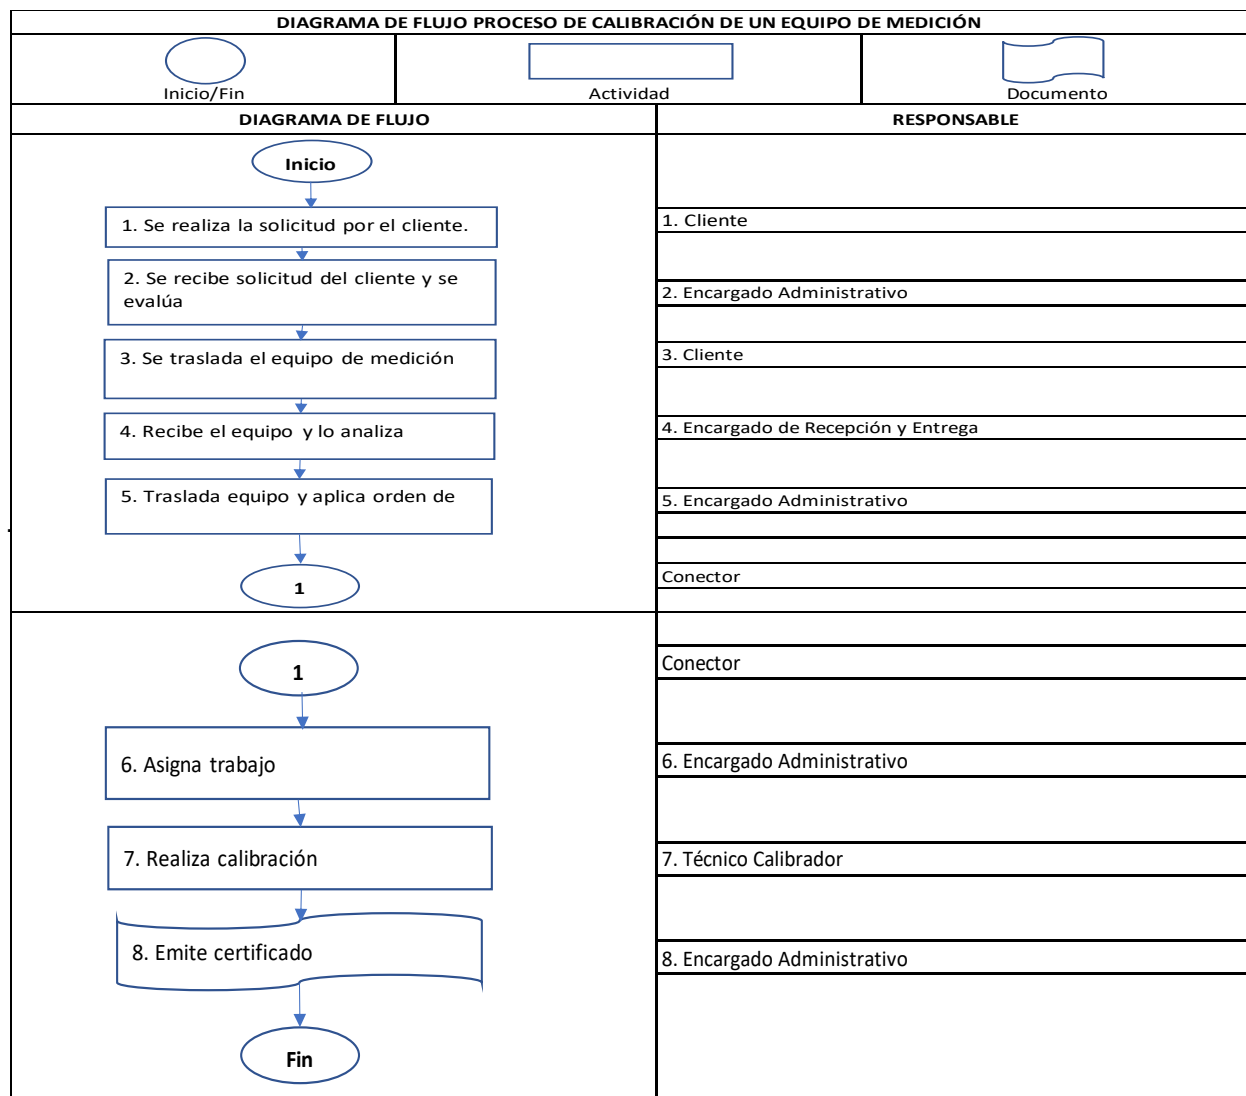 DIAGRAMA DE FLUJO PROCESO DE CALIBRACIÓN DE UN EQUIPO DE MEDICIÓN
Inicio/Fin
Actividad
Documento
DIAGRAMA DE FLUJO
RESPONSABLE
Inicio
1. Se realiza la solicitud por el cliente.
1. Cliente
2. Se recibe solicitud del cliente y se
evalúa
2. Encargado Administrativo
3. Se traslada el equipo de medición
3. Cliente
4. Recibe el equipo y lo analiza
4. Encargado de Recepción y Entrega
5. Traslada equipo y aplica orden de
5. Encargado Administrativo
1
Conector
1
Conector
6. Asigna trabajo
6. Encargado Administrativo
7. Realiza calibración
7. Técnico Calibrador
8. Emite certificado
8. Encargado Administrativo
Fin